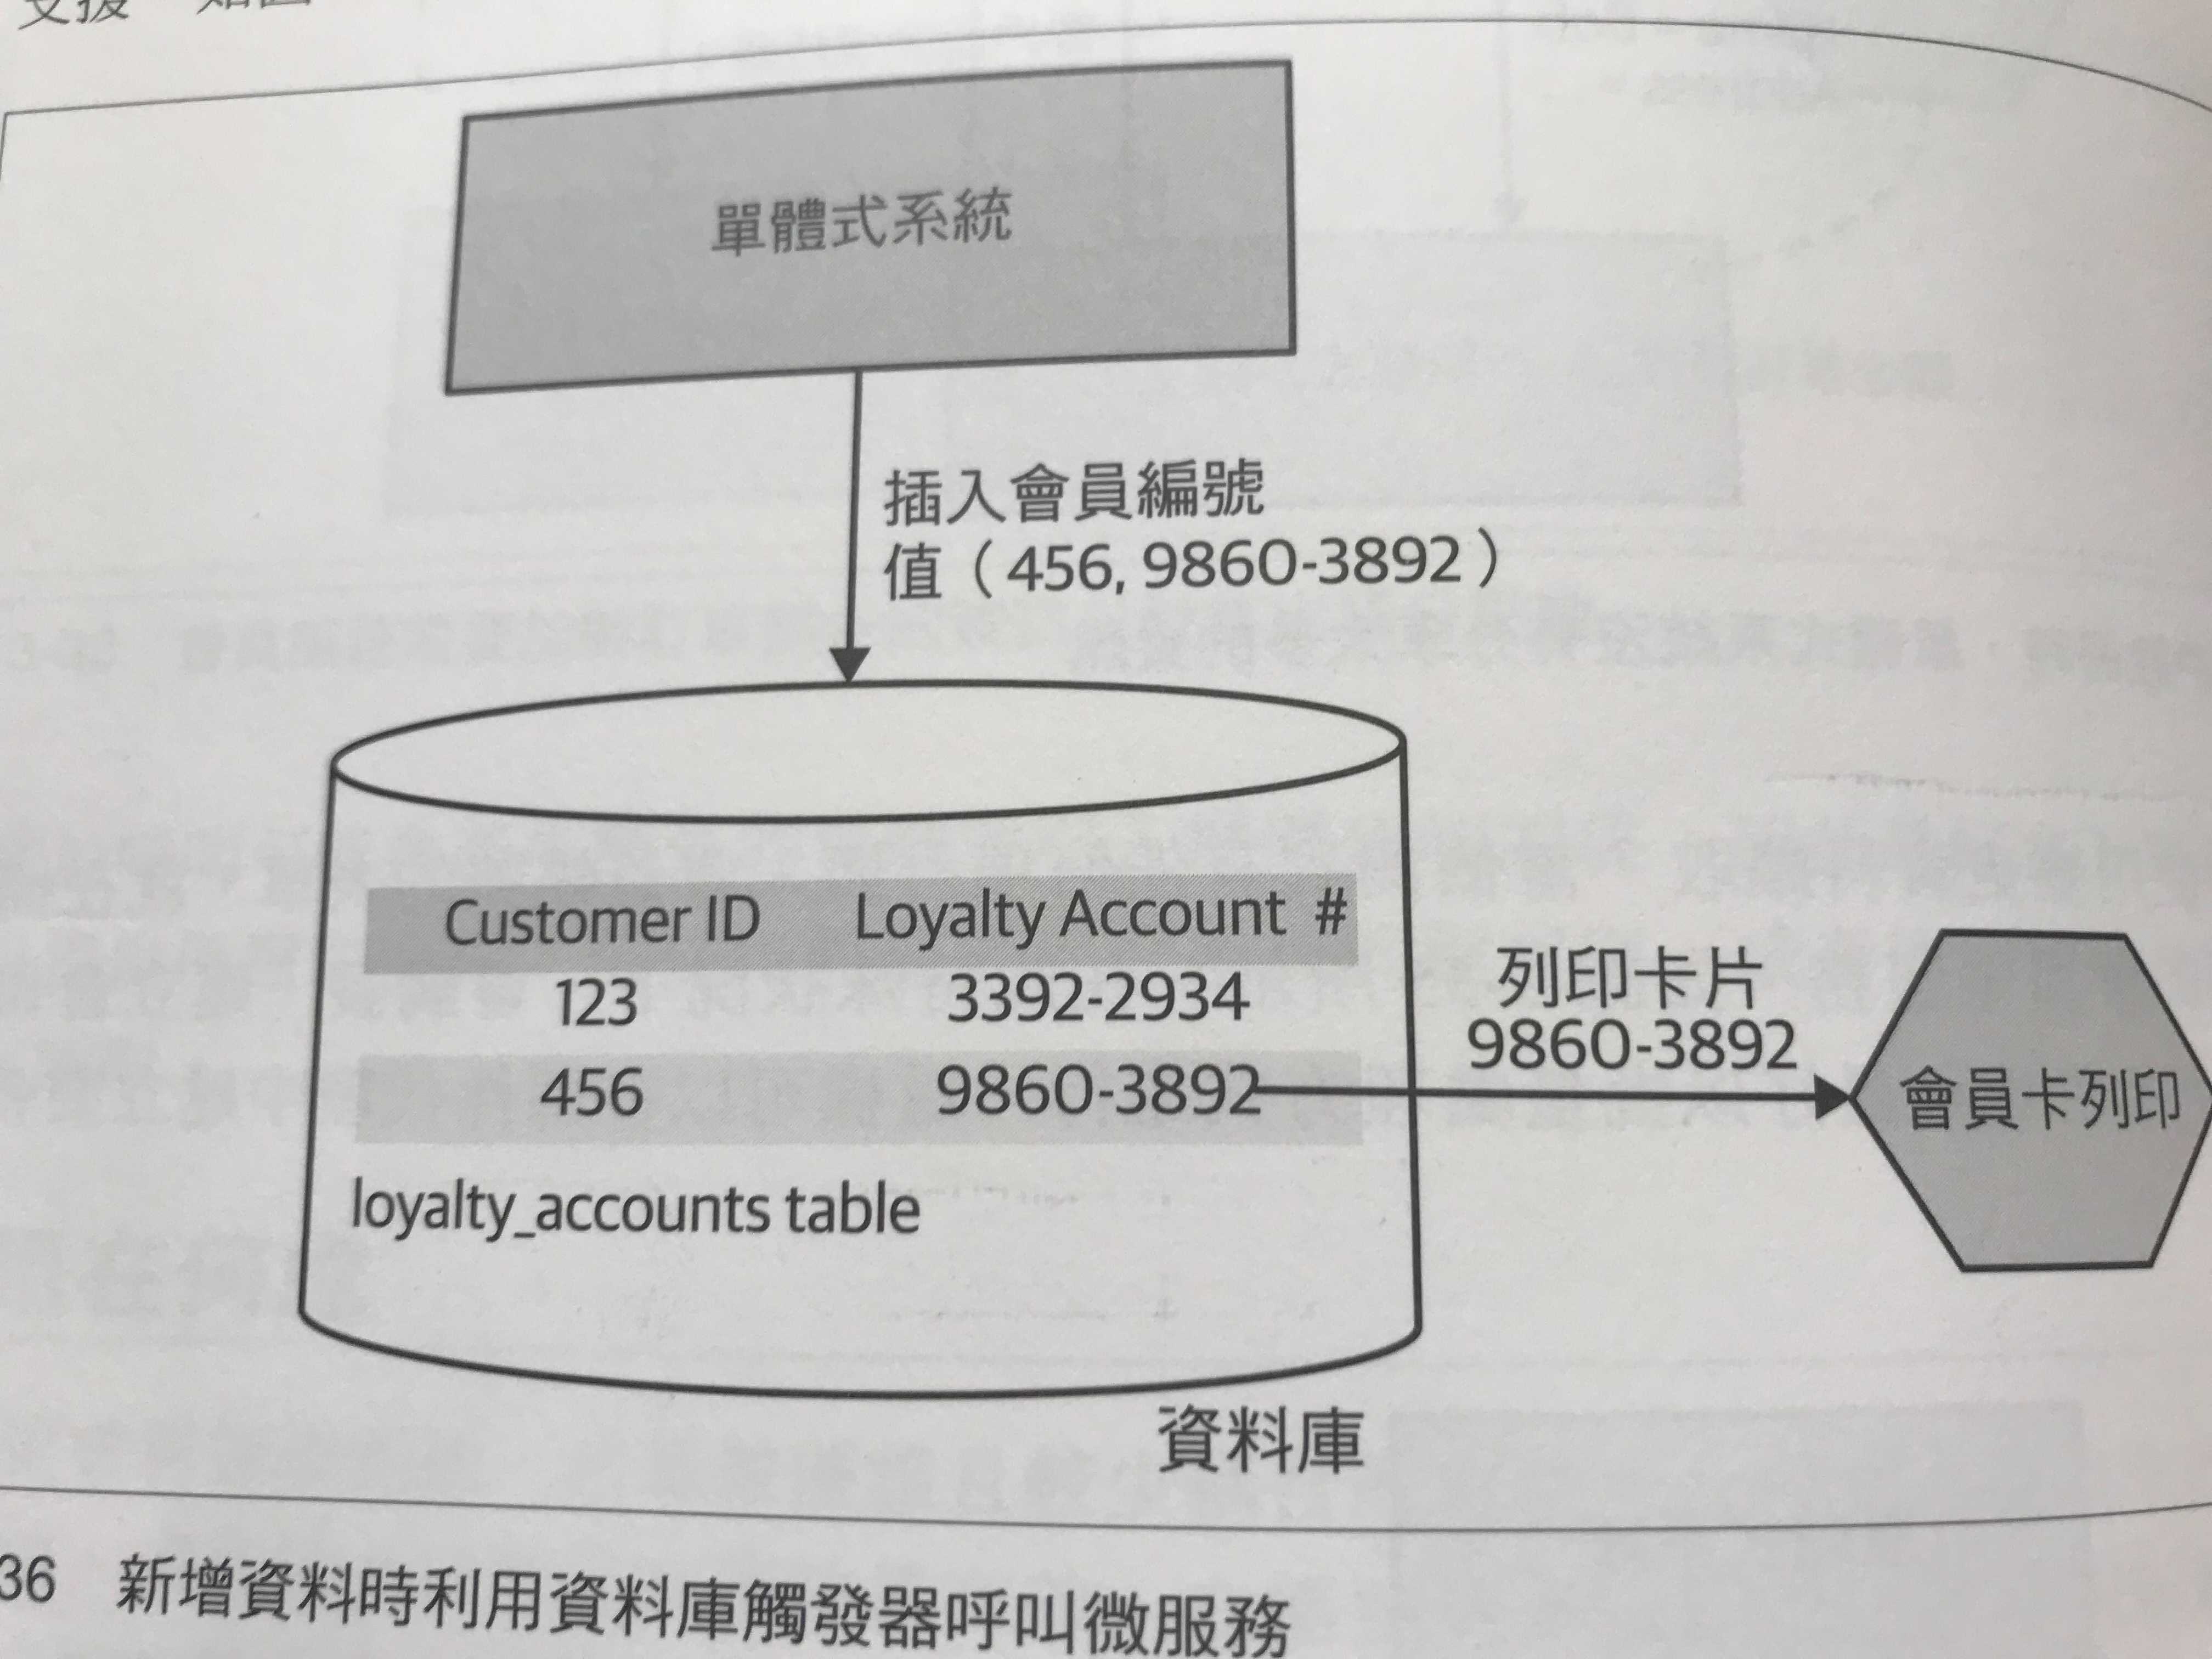 單體式系統
插入會員編號
值（456, 9860-3892）
Customer ID Loyalty Account #
123 3392-2934
456 9860-3892
loyalty_accounts table
列印卡片
9860-3892
會員卡列印
資料庫
36 新增資料時利用資料庫觸發器呼叫微服務